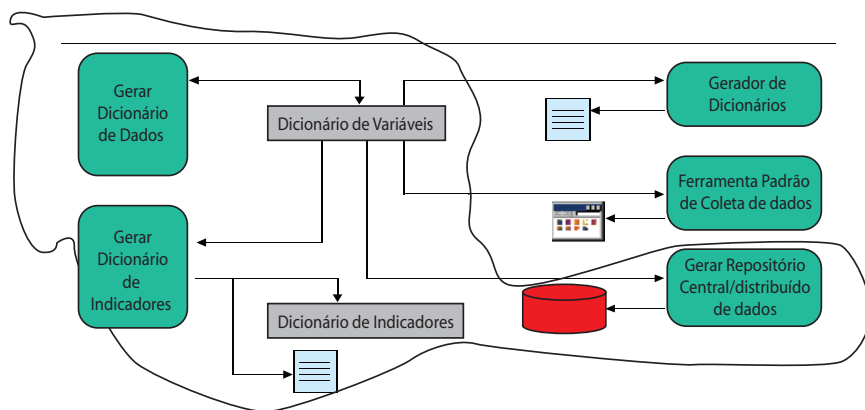 Gerar
Dicionário
de Dados
Dicionário de Variáveis
Gerador de
Dicionários
Ferramenta Padrão
de Coleta de dados
Gerar
Dicionário
de
Indicadores
Gerar Repositório
Central/distribuído
de dados
Dicionário de Indicadores